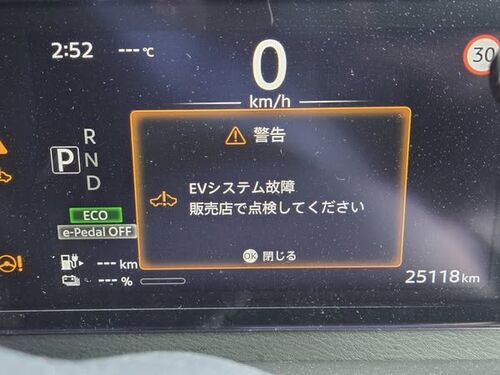 2:52 ---℃
0
km/h
30
警告
R
P
N
D
EVシステム故障
販売店で点検してください
ECO
e-Pedal OFF
--- km
OK 閉じる
--- %
25118km